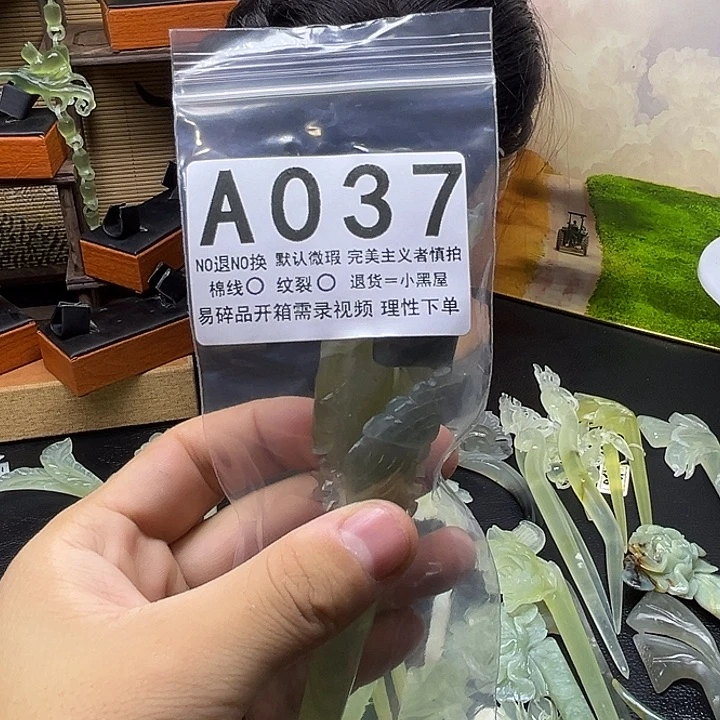 A037
NO退NO换 默认微瑕 完美主义者慎拍
棉线○ 纹裂○ 退货=小黑屋
易碎品开箱需录视频 理性下单